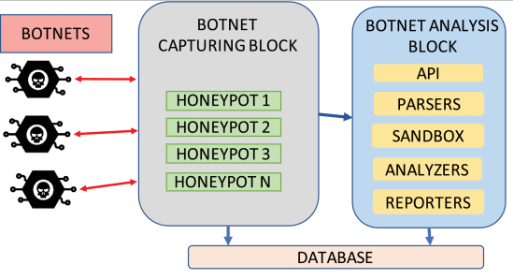 BOTNETS
BOTNET
CAPTURING BLOCK
HONEYPOT 1
HONEYPOT 2
HONEYPOT 3
HONEYPOT N
BOTNET ANALYSIS
BLOCK
API
PARSERS
SANDBOX
ANALYZERS
REPORTERS
DATABASE